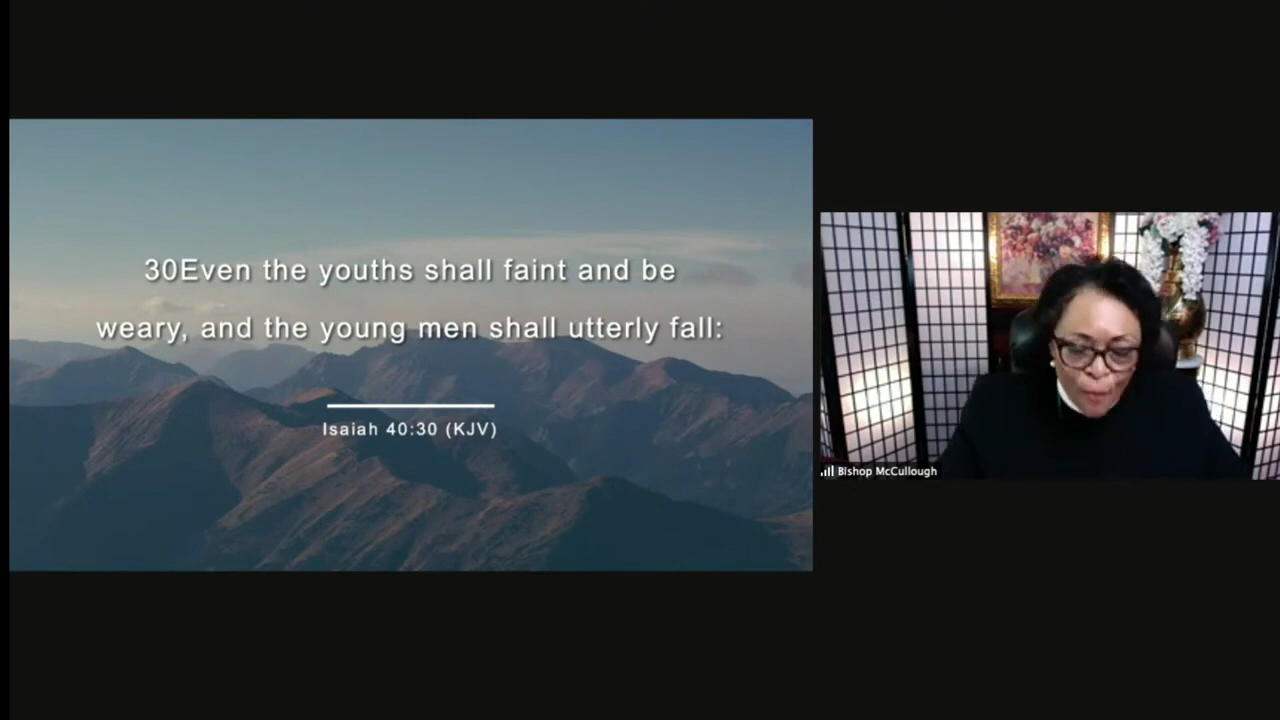 30Even the youths shall faint and be
weary, and the young men shall utterly fall:
Isaiah 40:30 (KJV)
Bishop McCullough